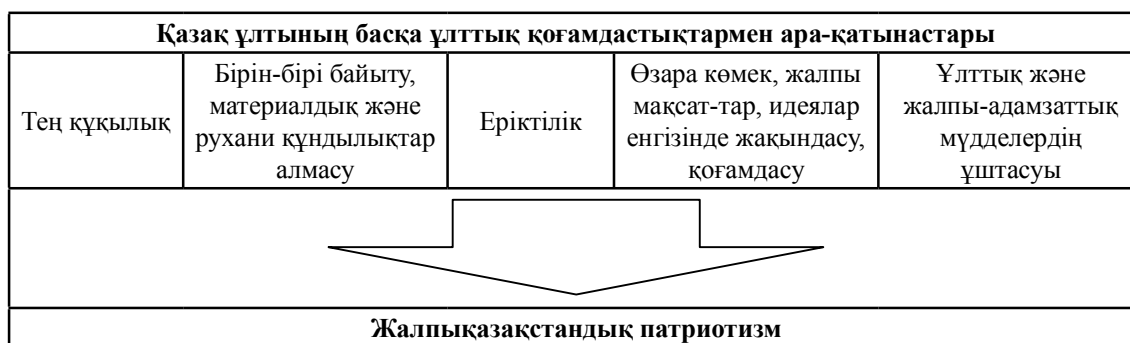 Қазақ ұлтының басқа ұлттық қоғамдастықтармен ара-қатынастары
Тең құқылық
Бірін-бірі байыту,
материалдық және
рухани құндылықтар
алмасу
Еріктілік
Өзара көмек, жалпы
мақсат-тар, идеялар
енгізінде жақындасу,
қоғамдасу
Ұлттық және
жалпы-адамзаттық
мүдделердің
ұштасуы
Жалпықазақстандық патриотизм